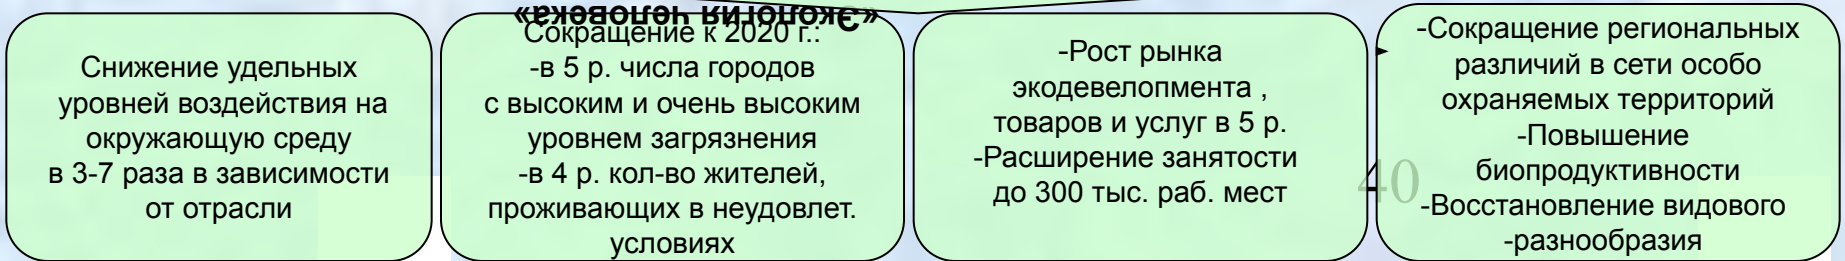 «Экология человека»
Снижение удельных
уровней воздействия на
окружающую среду
в 3-7 раза в зависимости
от отрасли
Сокращение к 2020 г.:
-в 5 р. числа городов
с высоким и очень высоким
уровнем загрязнения
-в 4 р. кол-во жителей,
проживающих в неудовлет.
условиях
-Рост рынка
экодевелопмента ,
товаров и услуг в 5 р.
-Расширение занятости
до 300 тыс. раб. мест
-Сокращение региональных
различий в сети особо
охраняемых территорий
-Повышение
биопродуктивности
-Восстановление видового
-разнообразия
40